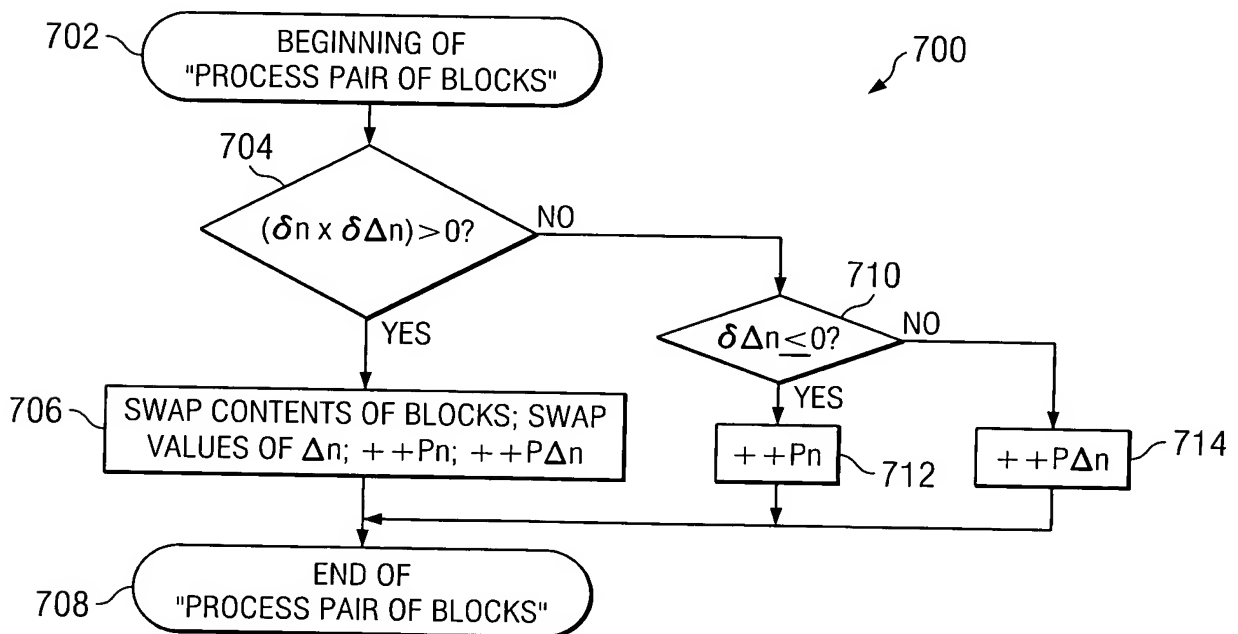 702
BEGINNING OF
"PROCESS PAIR OF BLOCKS"
700
704
(δn x δΔn) > 0?
NO
YES
710
δΔn ≤ 0?
NO
YES
706
SWAP CONTENTS OF BLOCKS; SWAP
VALUES OF Δn; ++Pn; ++PΔn
++Pn
712
++PΔn
714
708
END OF
"PROCESS PAIR OF BLOCKS"